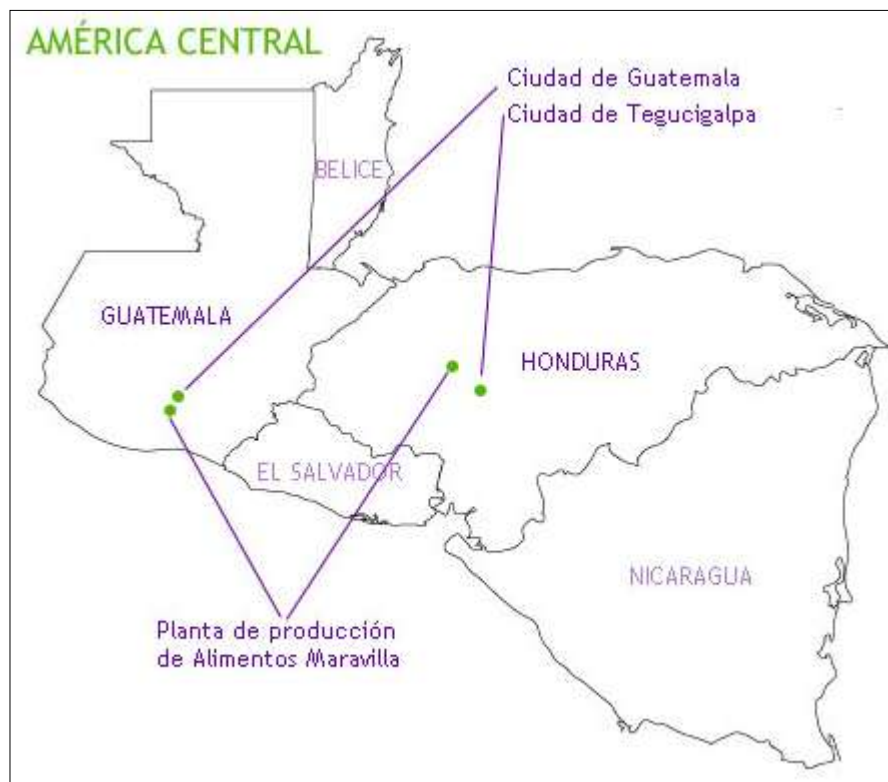 AMÉRICA CENTRAL
Ciudad de Guatemala
Ciudad de Tegucigalpa
BELICE
GUATEMALA
HONDURAS
EL SALVADOR
NICARAGUA
Planta de producción
de Alimentos Maravilla